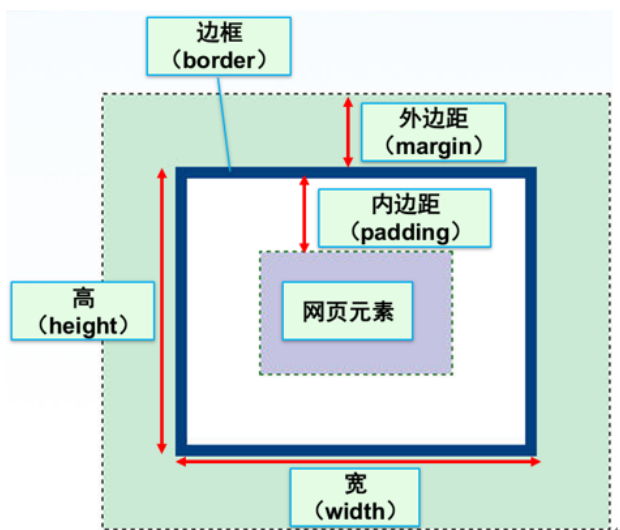 边框
（border）
外边距
（margin）
内边距
（padding）
网页元素
高
（height）
宽
（width）